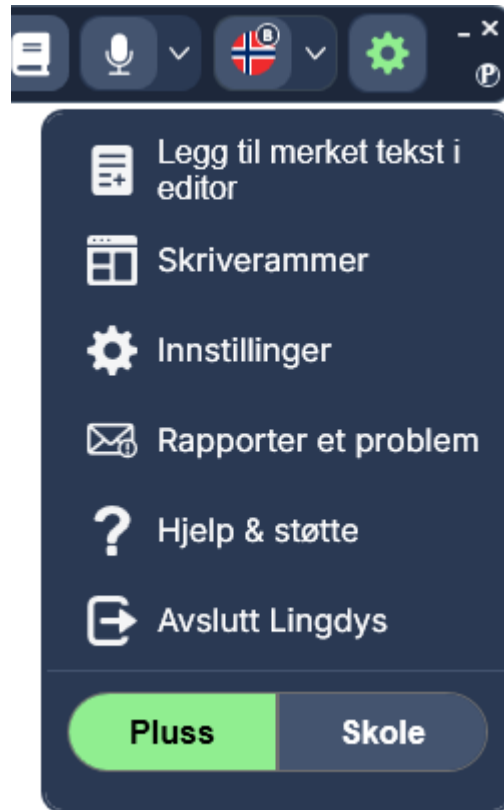 B
P
Legg til merket tekst i
editor
Skriverammer
Innstillinger
Rapporter et problem
Hjelp & støtte
Avslutt Lingdys
Pluss
Skole